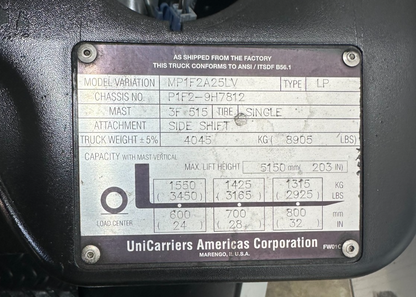 AS SHIPPED FROM THE FACTORY
THIS TRUCK CONFORMS TO ANSI / ITSDF B56.1
MODEL VARIATION MP1F2A25LV TYPE LP
CHASSIS NO. P1F2-9H7812
MAST 3F 515 TIRE SINGLE
ATTACHMENT SIDE SHIFT
TRUCK WEIGHT ± 5% 4045 KG ( 8905 LBS)
CAPACITY WITH MAST VERTICAL
MAX. LIFT HEIGHT 5150 mm 203 IN)
1550 1425 1315 KG
( 3450) ( 3165) ( 2925) LBS
600 700 800 mm
LOAD CENTER ( 24 ) ( 28 ) ( 32 ) IN
UniCarriers Americas Corporation
MARENGO, IL U.S.A. FW01C